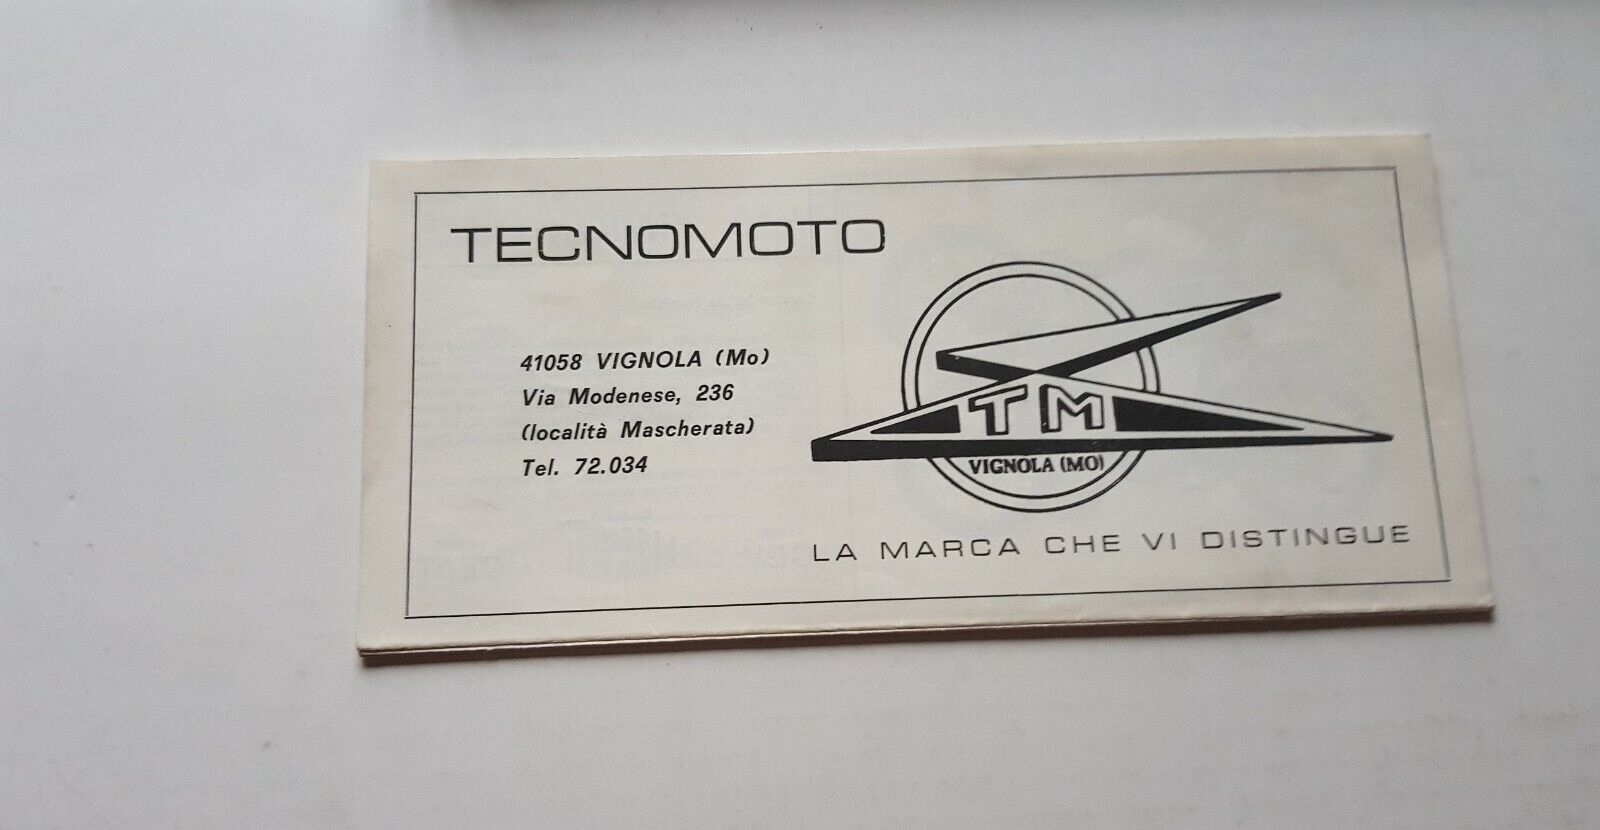 TECNOMOTO
41058 VIGNOLA (Mo)
Via Modenese, 236
(località Mascherata)
Tel. 72.034
TM
VIGNOLA (MO)
LA MARCA CHE VI DISTINGUE